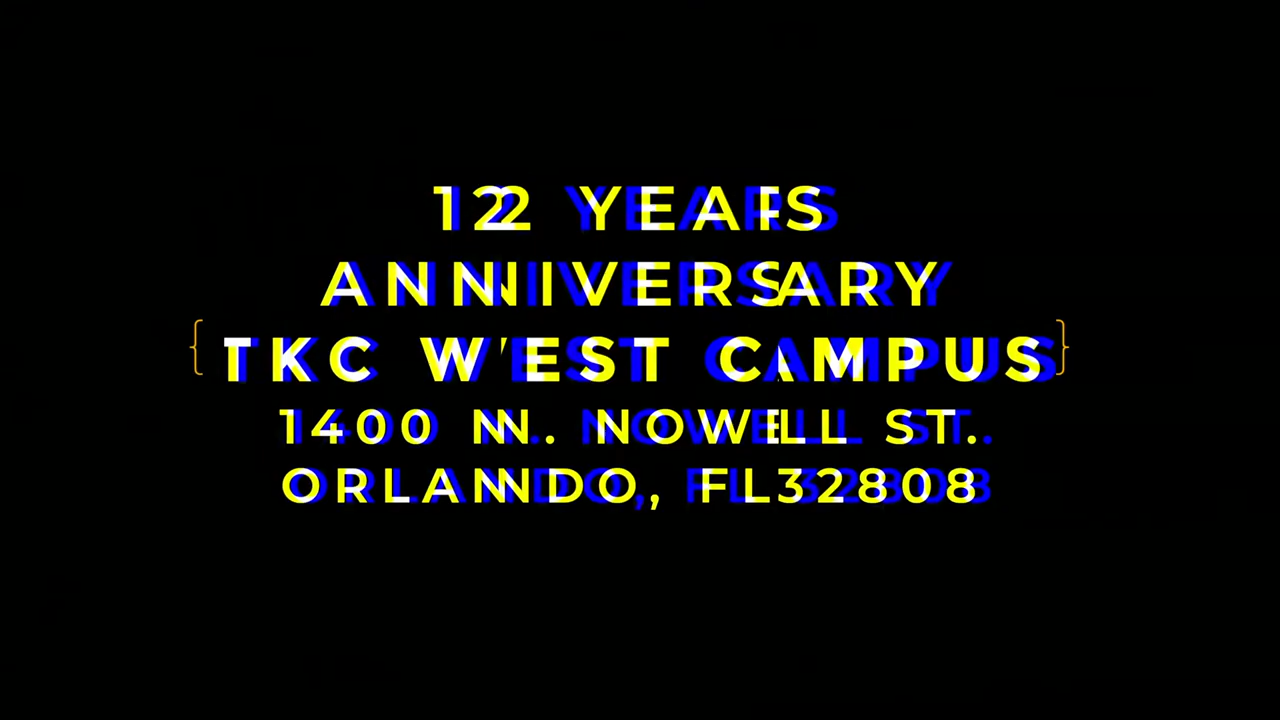 12 YEARS
ANNIVERSARY
{TKC WEST CAMPUS}
1400 N. NOWELL ST.
ORLANDO, FL 32808